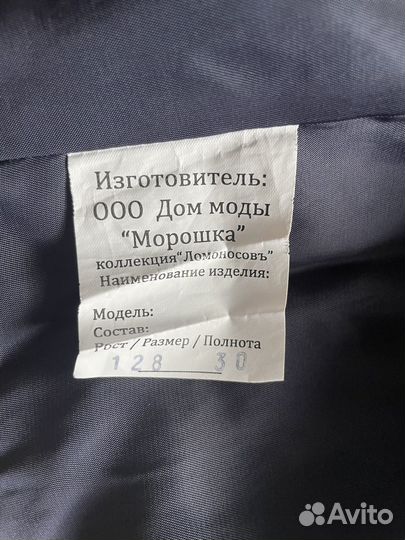 Изготовитель:
ООО Дом моды
“Морошка”
коллекция“Ломоносовъ”
Наименование изделия:
Модель:
Состав:
Рост / Размер / Полнота
128 30
Avito